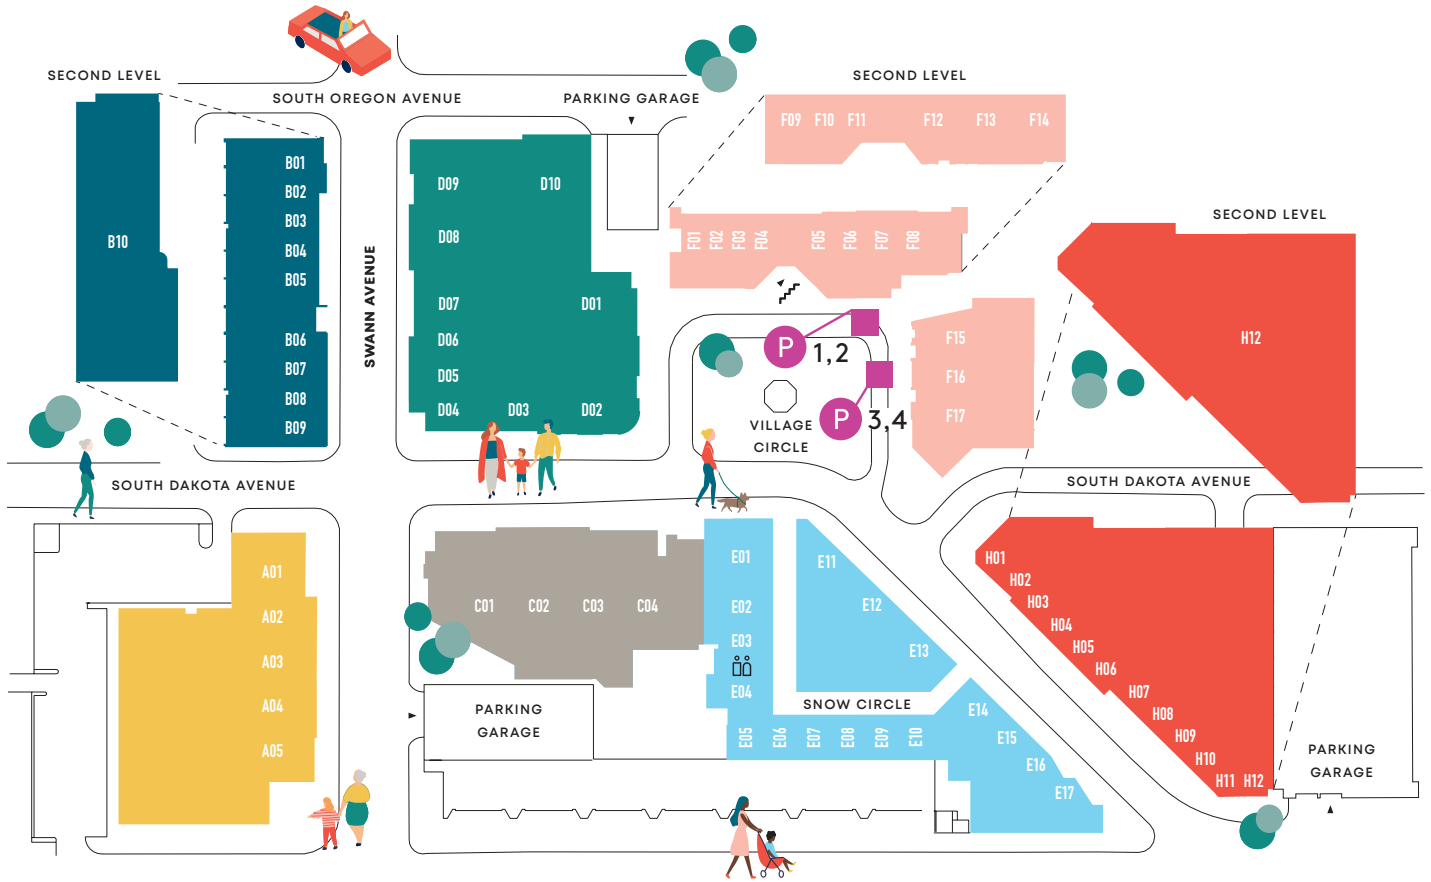 SECOND LEVEL
SOUTH OREGON AVENUE
PARKING GARAGE
SECOND LEVEL
SECOND LEVEL
B10
B01
B02
B03
B04
B05
B06
B07
B08
B09
SWANN AVENUE
D09
D10
D08
D07
D01
D06
D05
D04
D03
D02
F09
F10
F11
F12
F13
F14
F01
F02
F03
F04
F05
F06
F07
F08
P
1,2
P
3,4
VILLAGE
CIRCLE
F15
F16
F17
H12
SOUTH DAKOTA AVENUE
SOUTH DAKOTA AVENUE
A01
A02
A03
A04
A05
C01
C02
C03
C04
PARKING
GARAGE
E01
E02
E03
E04
E05
E06
E07
E08
E09
E10
E11
E12
E13
SNOW CIRCLE
E14
E15
E16
E17
H01
H02
H03
H04
H05
H06
H07
H08
H09
H10
H11
H12
PARKING
GARAGE